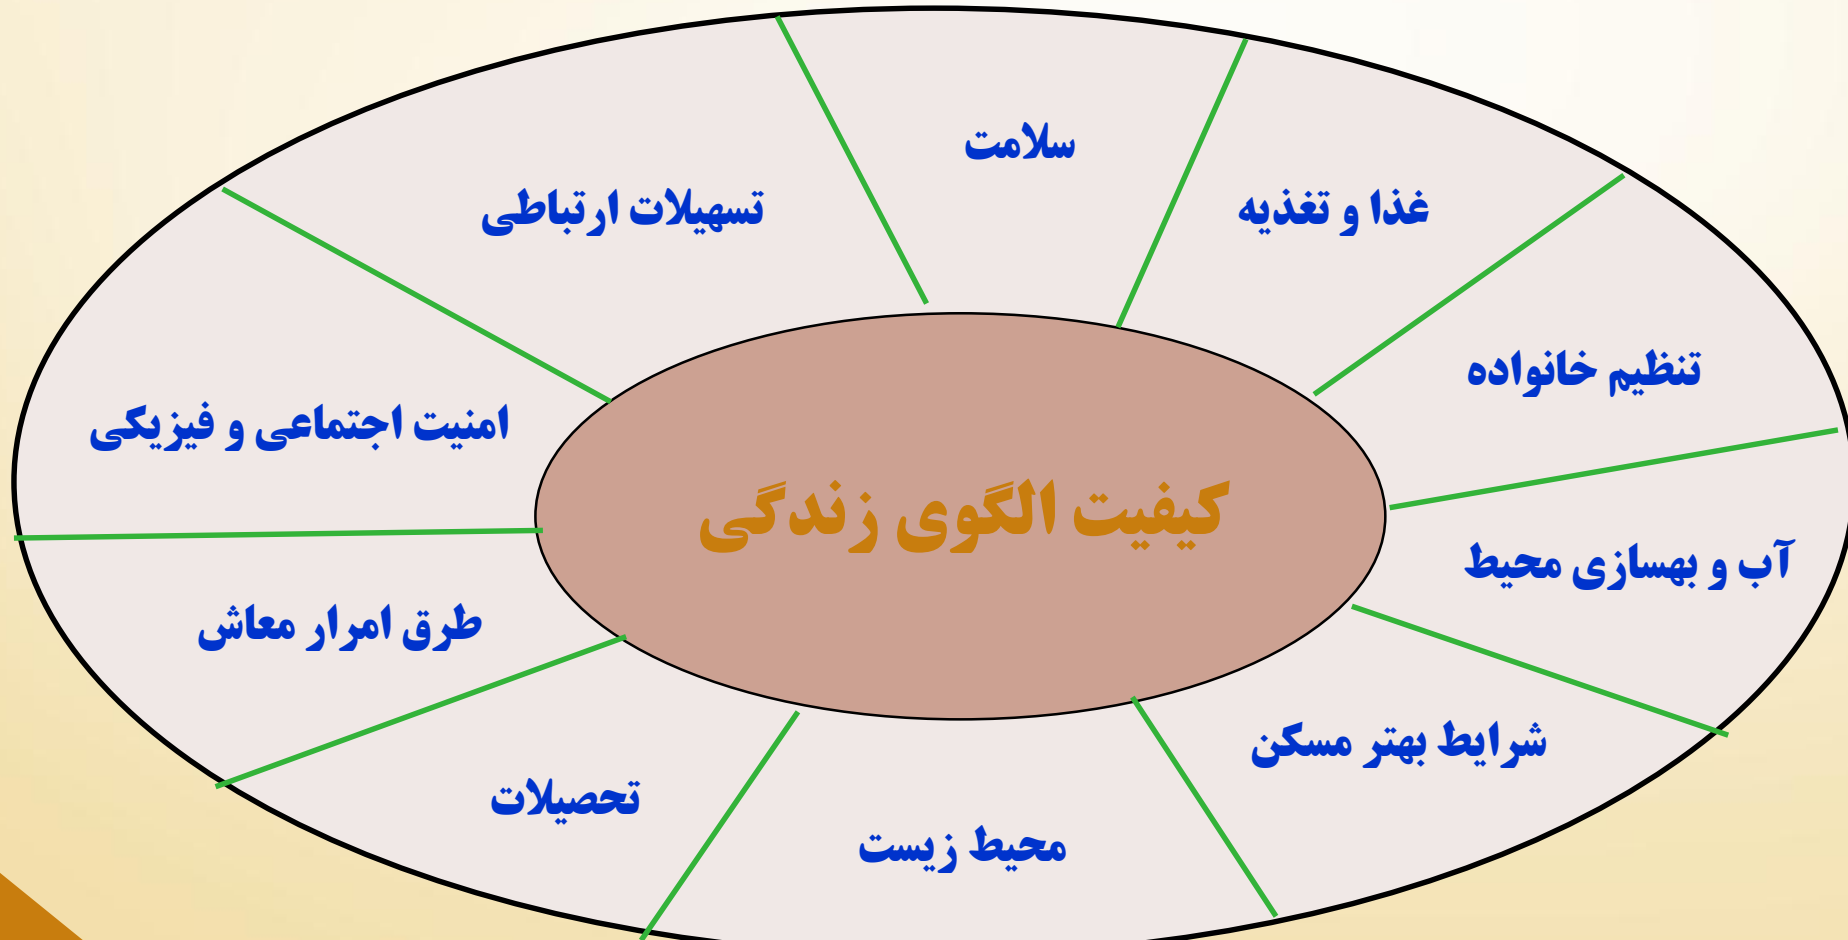 سلامت
غذا و تغذیه
تسهیلات ارتباطی
تنظیم خانواده
امنیت اجتماعی و فیزیکی
کیفیت الگوی زندگی
آب و بهسازی محیط
طرق امرار معاش
شرایط بهتر مسکن
تحصیلات
محیط زیست